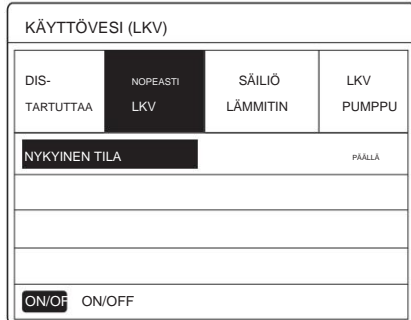 KÄYTTÖVESI (LKV)
DIS-
TARTUTTAA
NOPEASTI
LKV
SÄILIÖ
LÄMMITIN
LKV
PUMPPU
NYKYINEN TILA
PÄÄLLÄ
ON/OF ON/OFF